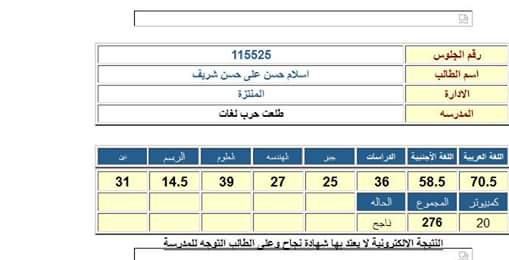 رقم الجلوس 115525
اسم الطالب اسلام حسن على حسن شريف
الادارة المنتزة
المدرسه طلعت حرب لغات
اللغة العربية اللغة الأجنبية الدراسات جبر الهندسه العلوم الرسم دين
70.5 58.5 36 25 27 39 14.5 31
كمبيوتر المجموع الحاله
20 276 ناجح
النتيجة الالكترونية لا يعتد بها شهادة نجاح وعلى الطالب التوجه للمدرسة